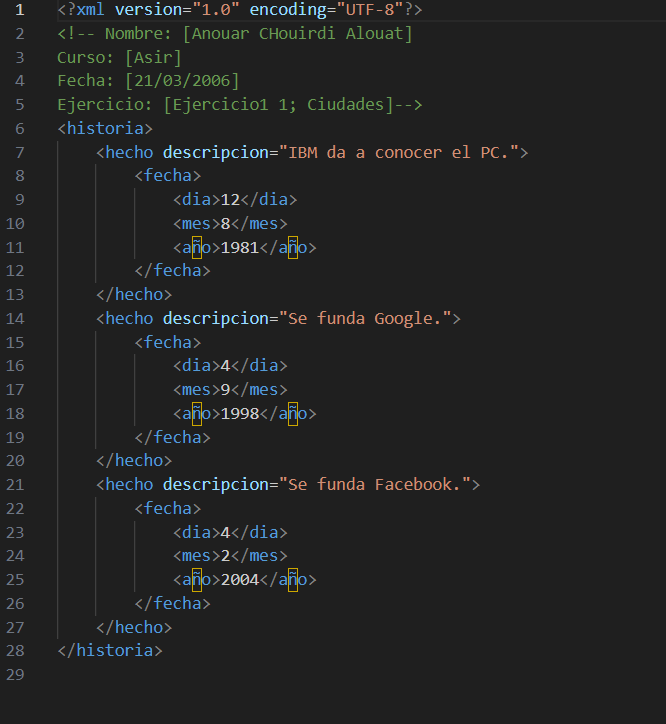 1 <?xml version="1.0" encoding="UTF-8"?>
2 <!-- Nombre: [Anouar CHouirdi Alouat]
3 Curso: [Asir]
4 Fecha: [21/03/2006]
5 Ejercicio: [Ejercicio1 1; Ciudades]-->
6 <historia>
7     <hecho descripcion="IBM da a conocer el PC.">
8         <fecha>
9             <dia>12</dia>
10             <mes>8</mes>
11             <año>1981</año>
12         </fecha>
13     </hecho>
14     <hecho descripcion="Se funda Google.">
15         <fecha>
16             <dia>4</dia>
17             <mes>9</mes>
18             <año>1998</año>
19         </fecha>
20     </hecho>
21     <hecho descripcion="Se funda Facebook.">
22         <fecha>
23             <dia>4</dia>
24             <mes>2</mes>
25             <año>2004</año>
26         </fecha>
27     </hecho>
28 </historia>
29